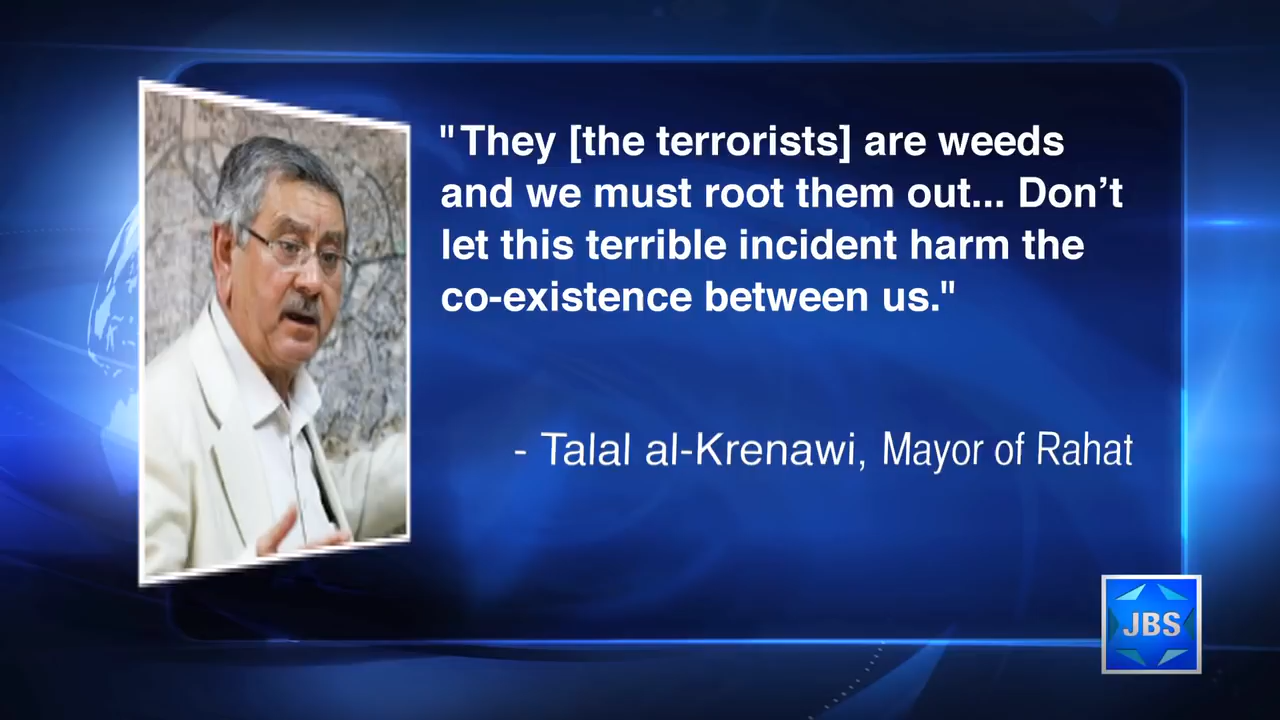 "They [the terrorists] are weeds
and we must root them out... Don’t
let this terrible incident harm the
co-existence between us."
- Talal al-Krenawi, Mayor of Rahat
JBS